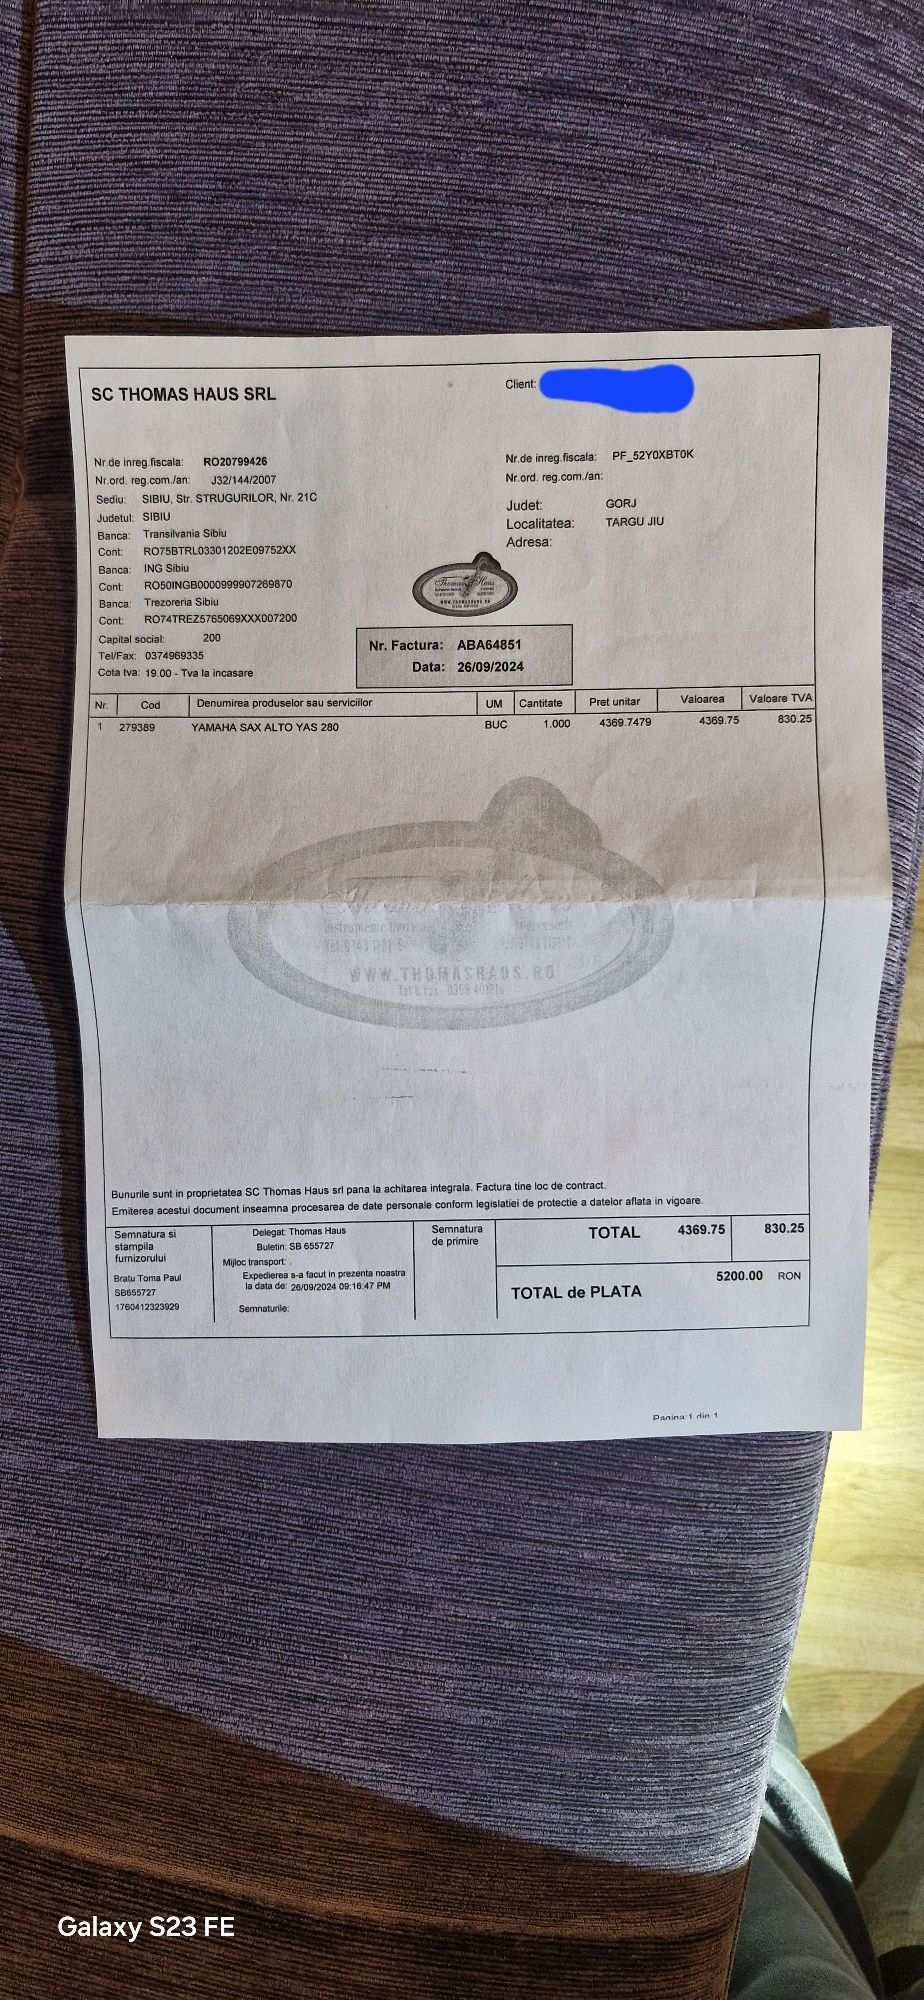 SC THOMAS HAUS SRL
Client:
Nr.de inreg.fiscala: RO20799426
Nr.ord. reg.com./an: J32/144/2007
Sediu: SIBIU, Str. STRUGURILOR, Nr. 21C
Judetul: SIBIU
Banca: Transilvania Sibiu
Cont: RO75BTRL03301202E09752XX
Banca: ING Sibiu
Cont: RO50INGB0000999907269870
Banca: Trezoreria Sibiu
Cont: RO74TREZ5765069XXX007200
Capital social: 200
Tel/Fax: 0374969335
Cota tva: 19.00 - Tva la incasare
Nr.de inreg.fiscala: PF_52Y0XBT0K
Nr.ord. reg.com./an:
Judet: GORJ
Localitatea: TARGU JIU
Adresa:
Thomas Haus
WWW.THOMASHAUS.RO
Nr. Factura: ABA64851
Data: 26/09/2024
Nr. Cod Denumirea produselor sau serviciilor UM Cantitate Pret unitar Valoarea Valoare TVA
1 279389 YAMAHA SAX ALTO YAS 280 BUC 1.000 4369.7479 4369.75 830.25
Thomas Haus
WWW.THOMASHAUS.RO
Tel & Fax
Bunurile sunt in proprietatea SC Thomas Haus srl pana la achitarea integrala. Factura tine loc de contract.
Emiterea acestui document inseamna procesarea de date personale conform legislatiei de protectie a datelor aflata in vigoare.
Semnatura si
stampila
furnizorului
Bratu Toma Paul
SB655727
1760412323929
Delegat: Thomas Haus
Buletin: SB 655727
Mijloc transport: .
Expedierea s-a facut in prezenta noastra
la data de: 26/09/2024 09:16:47 PM
Semnaturile:
Semnatura
de primire
TOTAL 4369.75 830.25
TOTAL de PLATA 5200.00 RON
Pagina 1 din 1
Galaxy S23 FE